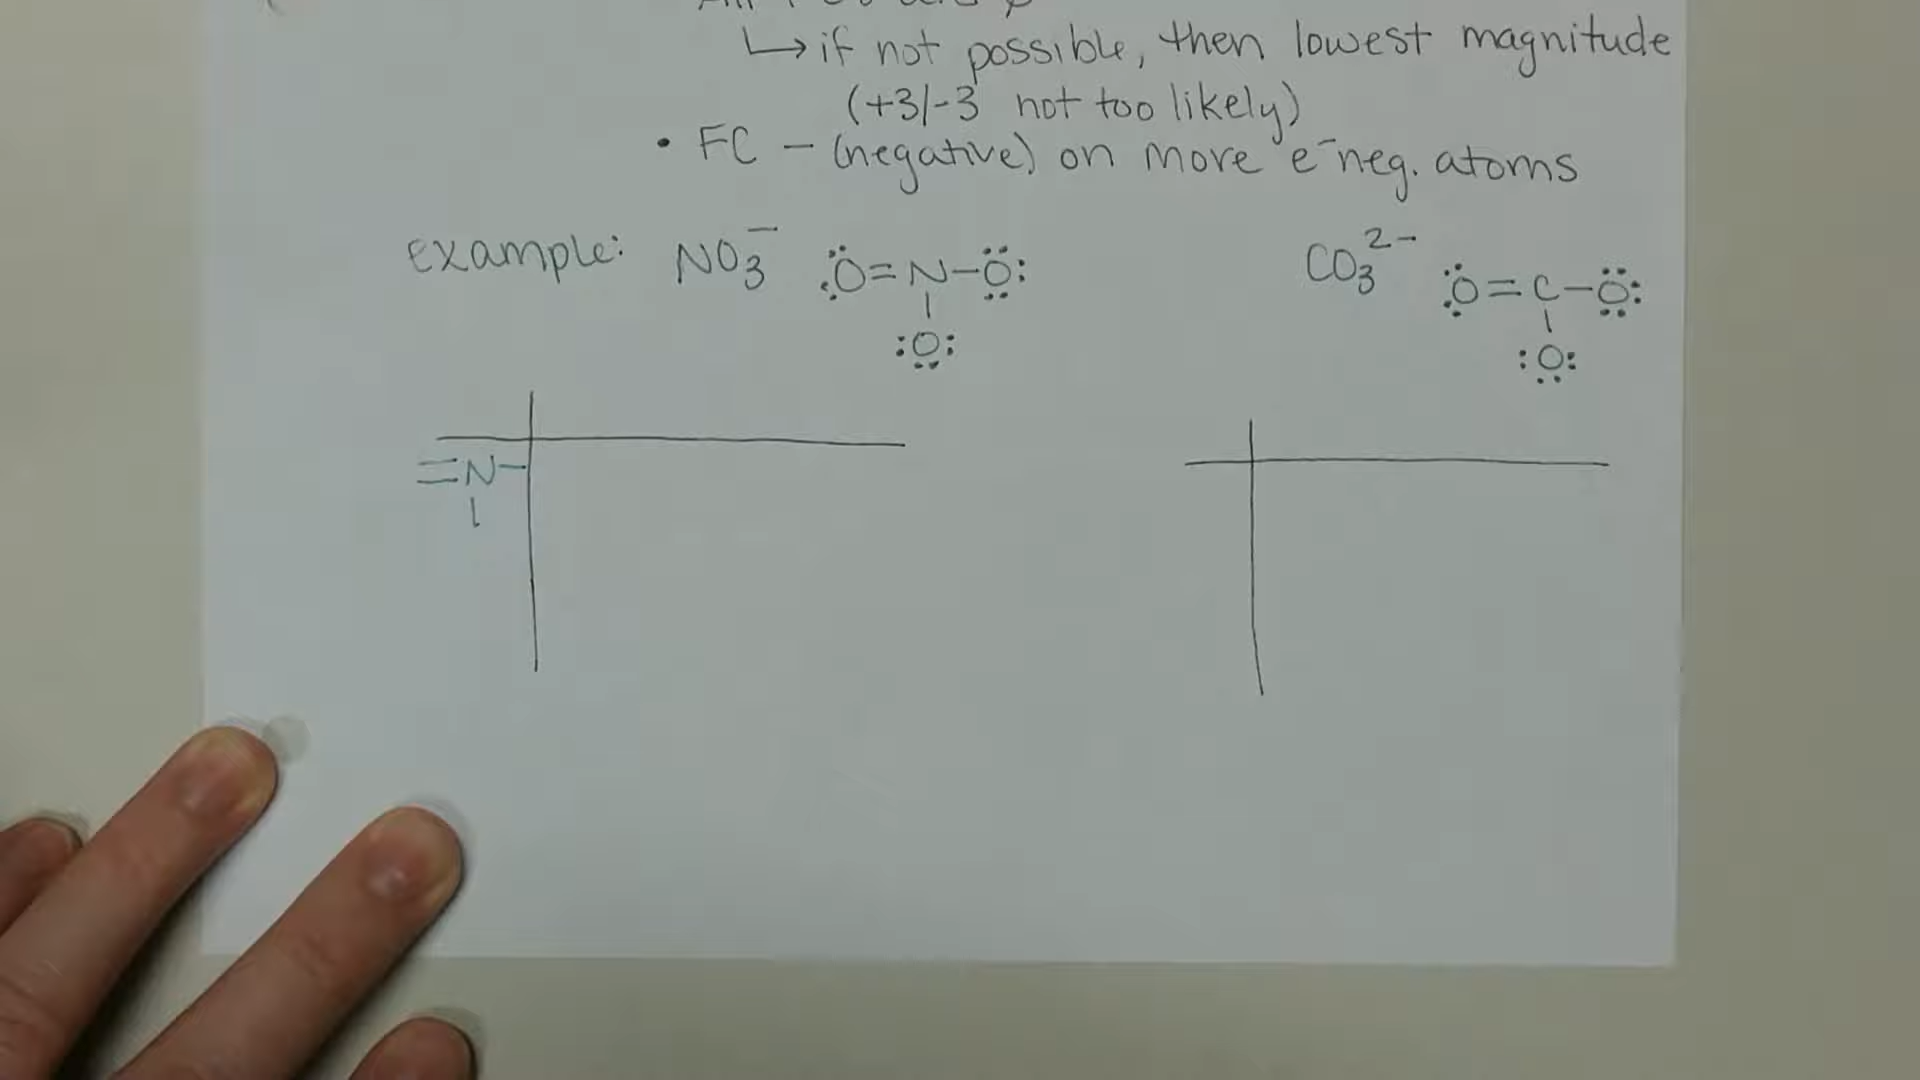 ↳ if not possible, then lowest magnitude
(+3/-3 not too likely)
• FC – (negative) on more e⁻neg. atoms
example: NO₃⁻ :Ö=N–Ö:
|
:O:
CO₃²⁻ :Ö=C–Ö:
|
:O:
=N–
|